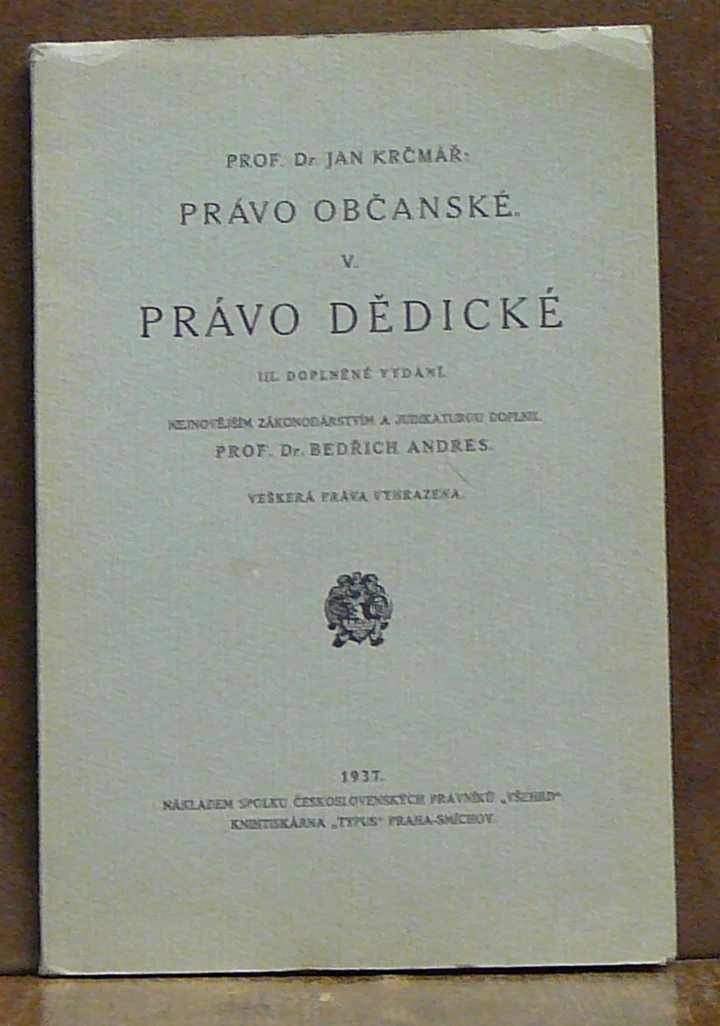 PROF. Dr. JAN KRČMÁŘ:
PRÁVO OBČANSKÉ.
V.
PRÁVO DĚDICKÉ
III. DOPLNĚNÉ VYDÁNÍ.
NEJNOVĚJŠÍM ZÁKONODÁRSTVÍM A JUDIKATUROU DOPLNIL
PROF. Dr. BEDŘICH ANDRES.
VEŠKERÁ PRÁVA VYHRAZENA.
1937.
NÁKLADEM SPOLKU ČESKOSLOVENSKÝCH PRÁVNÍKŮ „VŠEHRD“
KNIHTISKÁRNA „TYPUS“ PRAHA-SMÍCHOV.